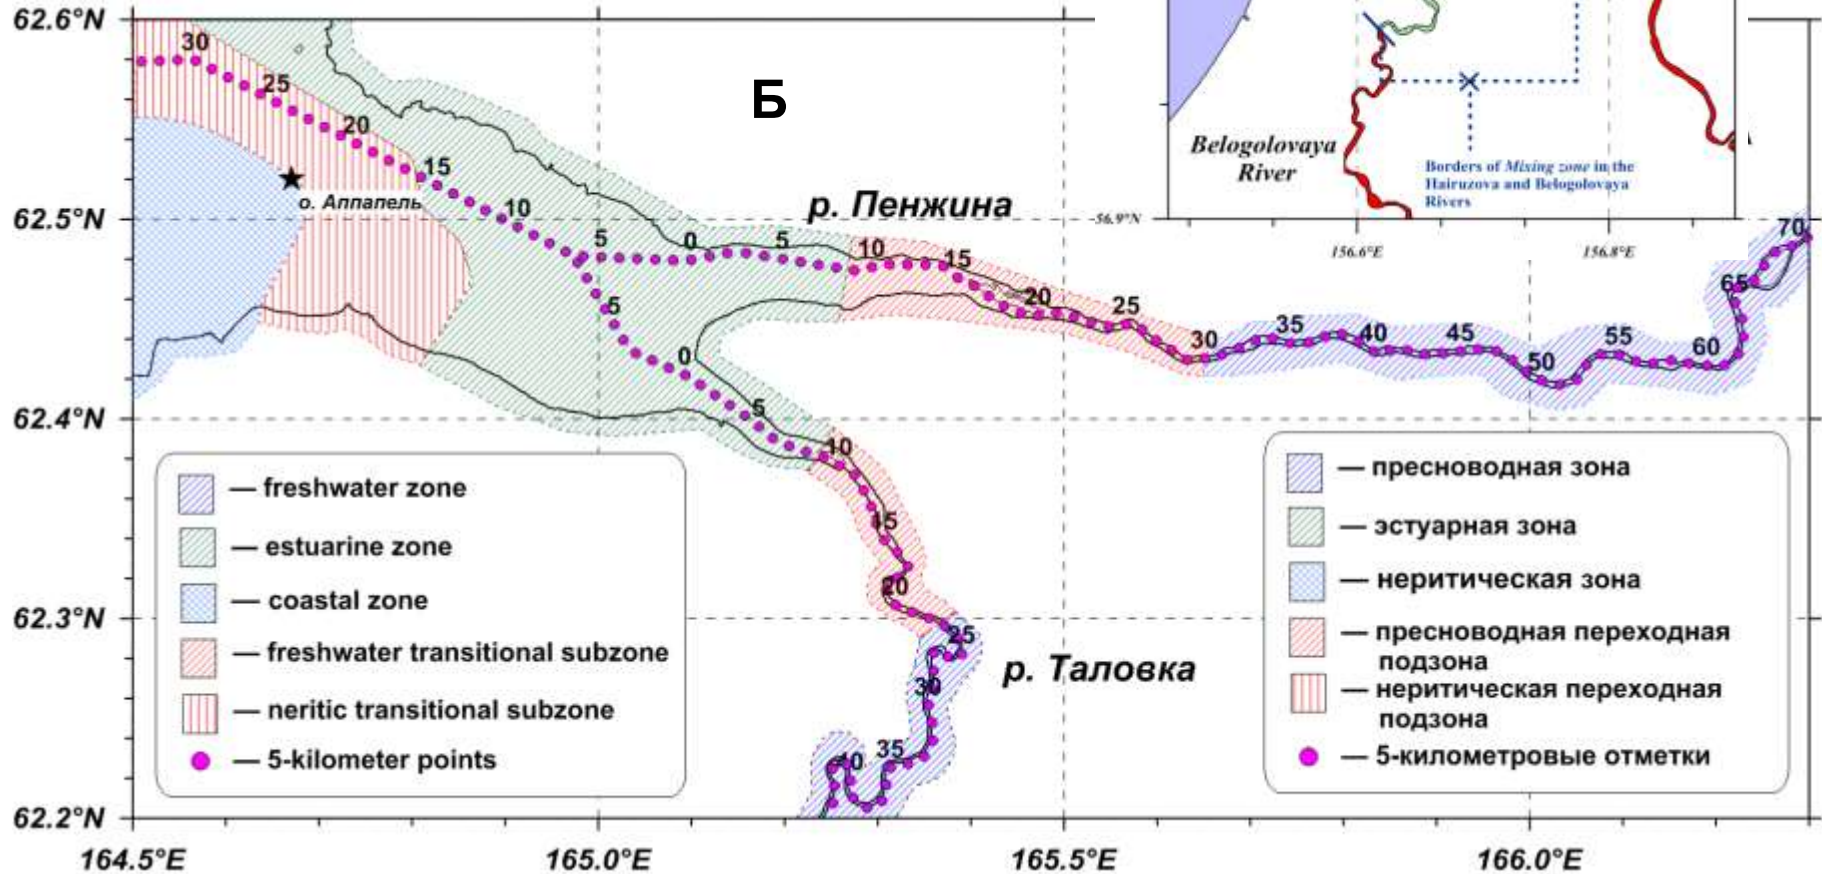 62.6°N
30
25
20
15
10
5
0
5
10
15
20
25
30
35
40
45
50
55
60
65
70
Б
р. Пенжина
о. Аппапель
62.5°N
5
0
5
10
15
20
25
30
35
40
р. Таловка
62.4°N
62.3°N
62.2°N
164.5°E
165.0°E
165.5°E
166.0°E
Belogolovaya
River
Borders of Mixing zone in the
Hairuzova and Belogolovaya
Rivers
56.9°N
156.6°E
156.8°E
— freshwater zone
— estuarine zone
— coastal zone
— freshwater transitional subzone
— neritic transitional subzone
— 5-kilometer points
— пресноводная зона
— эстуарная зона
— неритическая зона
— пресноводная переходная
подзона
— неритическая переходная
подзона
— 5-километровые отметки